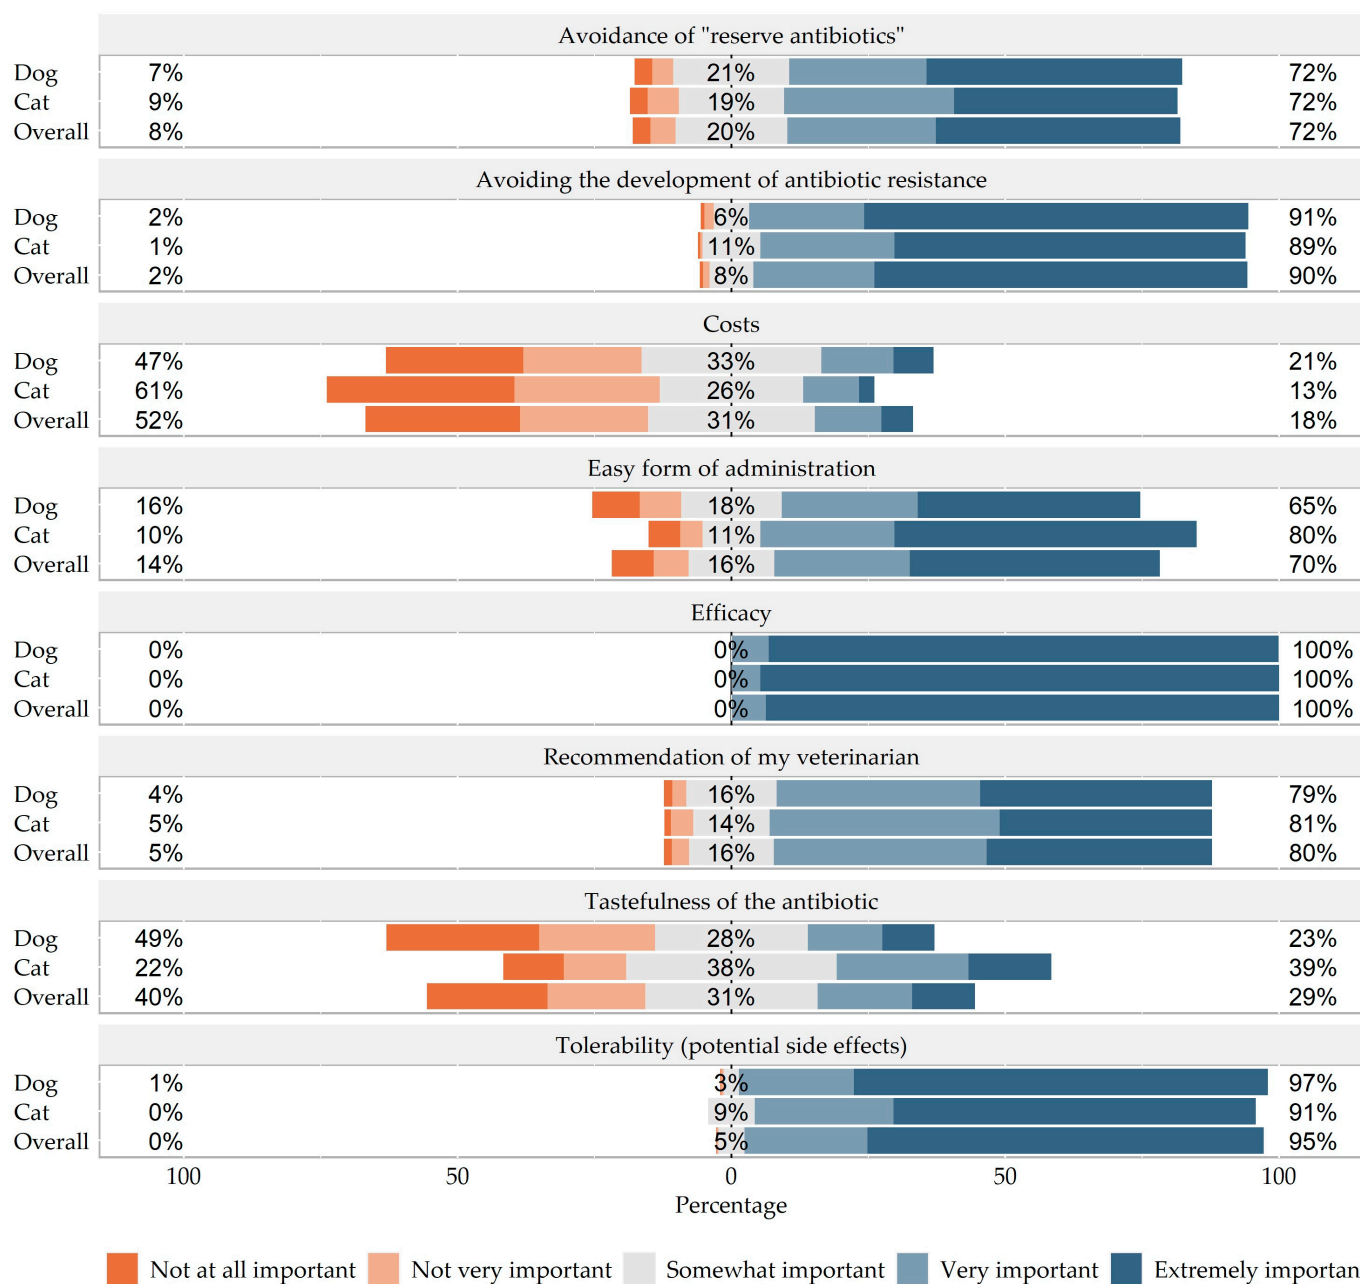 Avoidance of "reserve antibiotics"
Dog 7% 21% 72%
Cat 9% 19% 72%
Overall 8% 20% 72%
Avoiding the development of antibiotic resistance
Dog 2% 6% 91%
Cat 1% 11% 89%
Overall 2% 8% 90%
Costs
Dog 47% 33% 21%
Cat 61% 26% 13%
Overall 52% 31% 18%
Easy form of administration
Dog 16% 18% 65%
Cat 10% 11% 80%
Overall 14% 16% 70%
Efficacy
Dog 0% 0% 100%
Cat 0% 0% 100%
Overall 0% 0% 100%
Recommendation of my veterinarian
Dog 4% 16% 79%
Cat 5% 14% 81%
Overall 5% 16% 80%
Tastefulness of the antibiotic
Dog 49% 28% 23%
Cat 22% 38% 39%
Overall 40% 31% 29%
Tolerability (potential side effects)
Dog 1% 3% 97%
Cat 0% 9% 91%
Overall 0% 5% 95%
100 50 0 50 100
Percentage
Not at all important Not very important Somewhat important Very important Extremely importan